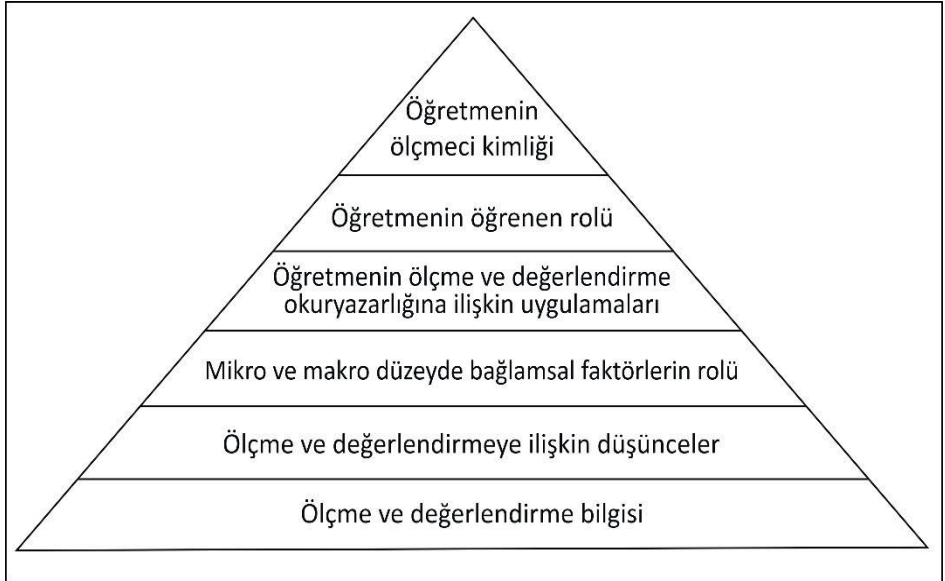 Öğretmenin
ölçmeci kimliği
Öğretmenin öğrenen rolü
Öğretmenin ölçme ve değerlendirme
okuryazarlığına ilişkin uygulamaları
Mikro ve makro düzeyde bağlamsal faktörlerin rolü
Ölçme ve değerlendirmeye ilişkin düşünceler
Ölçme ve değerlendirme bilgisi